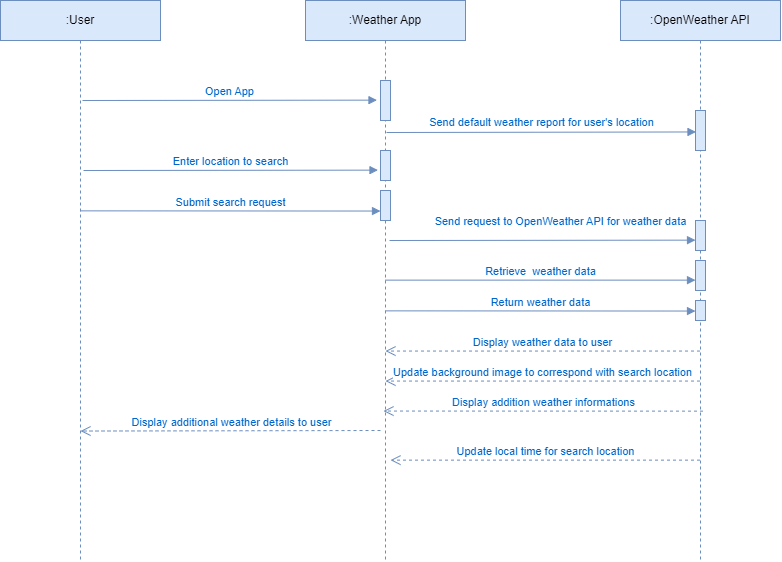 :User
:Weather App
:OpenWeather API
Open App
Send default weather report for user's location
Enter location to search
Submit search request
Send request to OpenWeather API for weather data
Retrieve weather data
Return weather data
Display weather data to user
Update background image to correspond with search location
Display addition weather informations
Display additional weather details to user
Update local time for search location